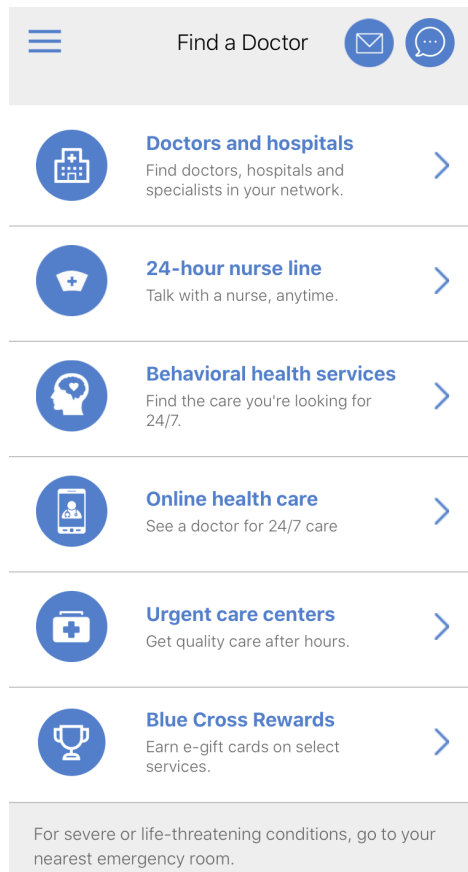 Find a Doctor
Doctors and hospitals
Find doctors, hospitals and
specialists in your network.
24-hour nurse line
Talk with a nurse, anytime.
Behavioral health services
Find the care you're looking for
24/7.
Online health care
See a doctor for 24/7 care
Urgent care centers
Get quality care after hours.
Blue Cross Rewards
Earn e-gift cards on select
services.
For severe or life-threatening conditions, go to your
nearest emergency room.